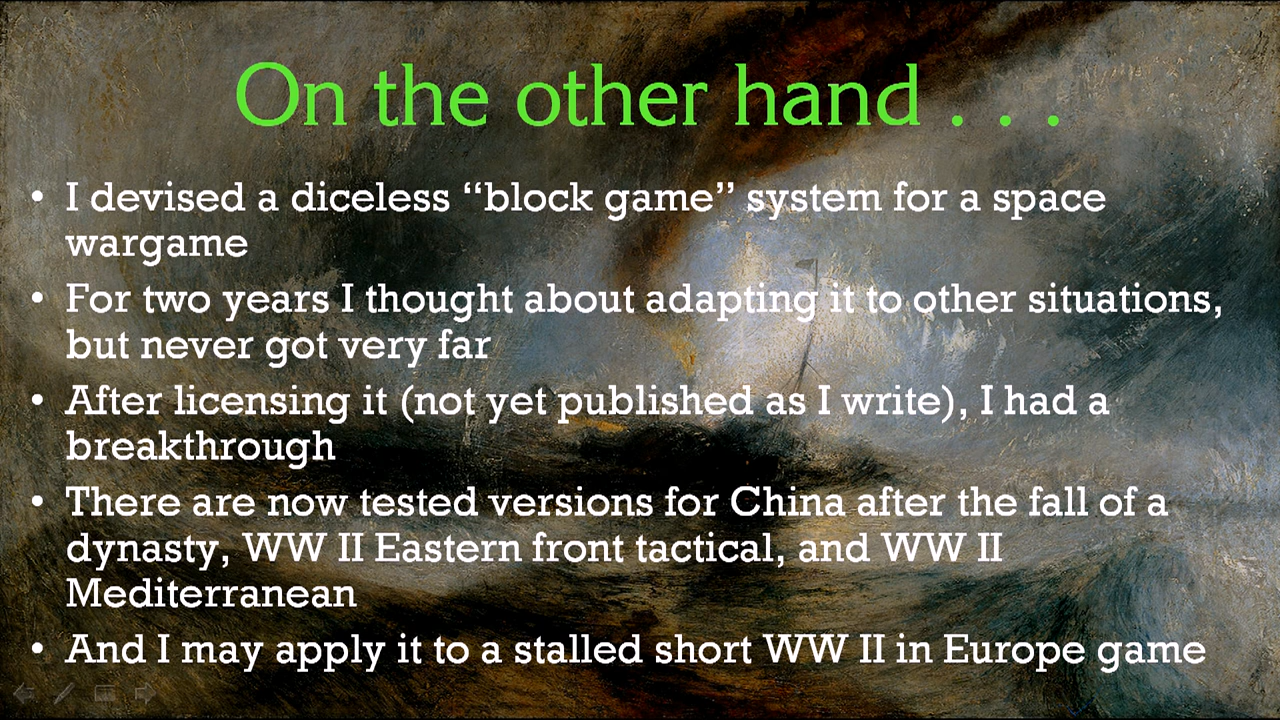 On the other hand . . .
• I devised a diceless “block game” system for a space
wargame
• For two years I thought about adapting it to other situations,
but never got very far
• After licensing it (not yet published as I write), I had a
breakthrough
• There are now tested versions for China after the fall of a
dynasty, WW II Eastern front tactical, and WW II
Mediterranean
• And I may apply it to a stalled short WW II in Europe game